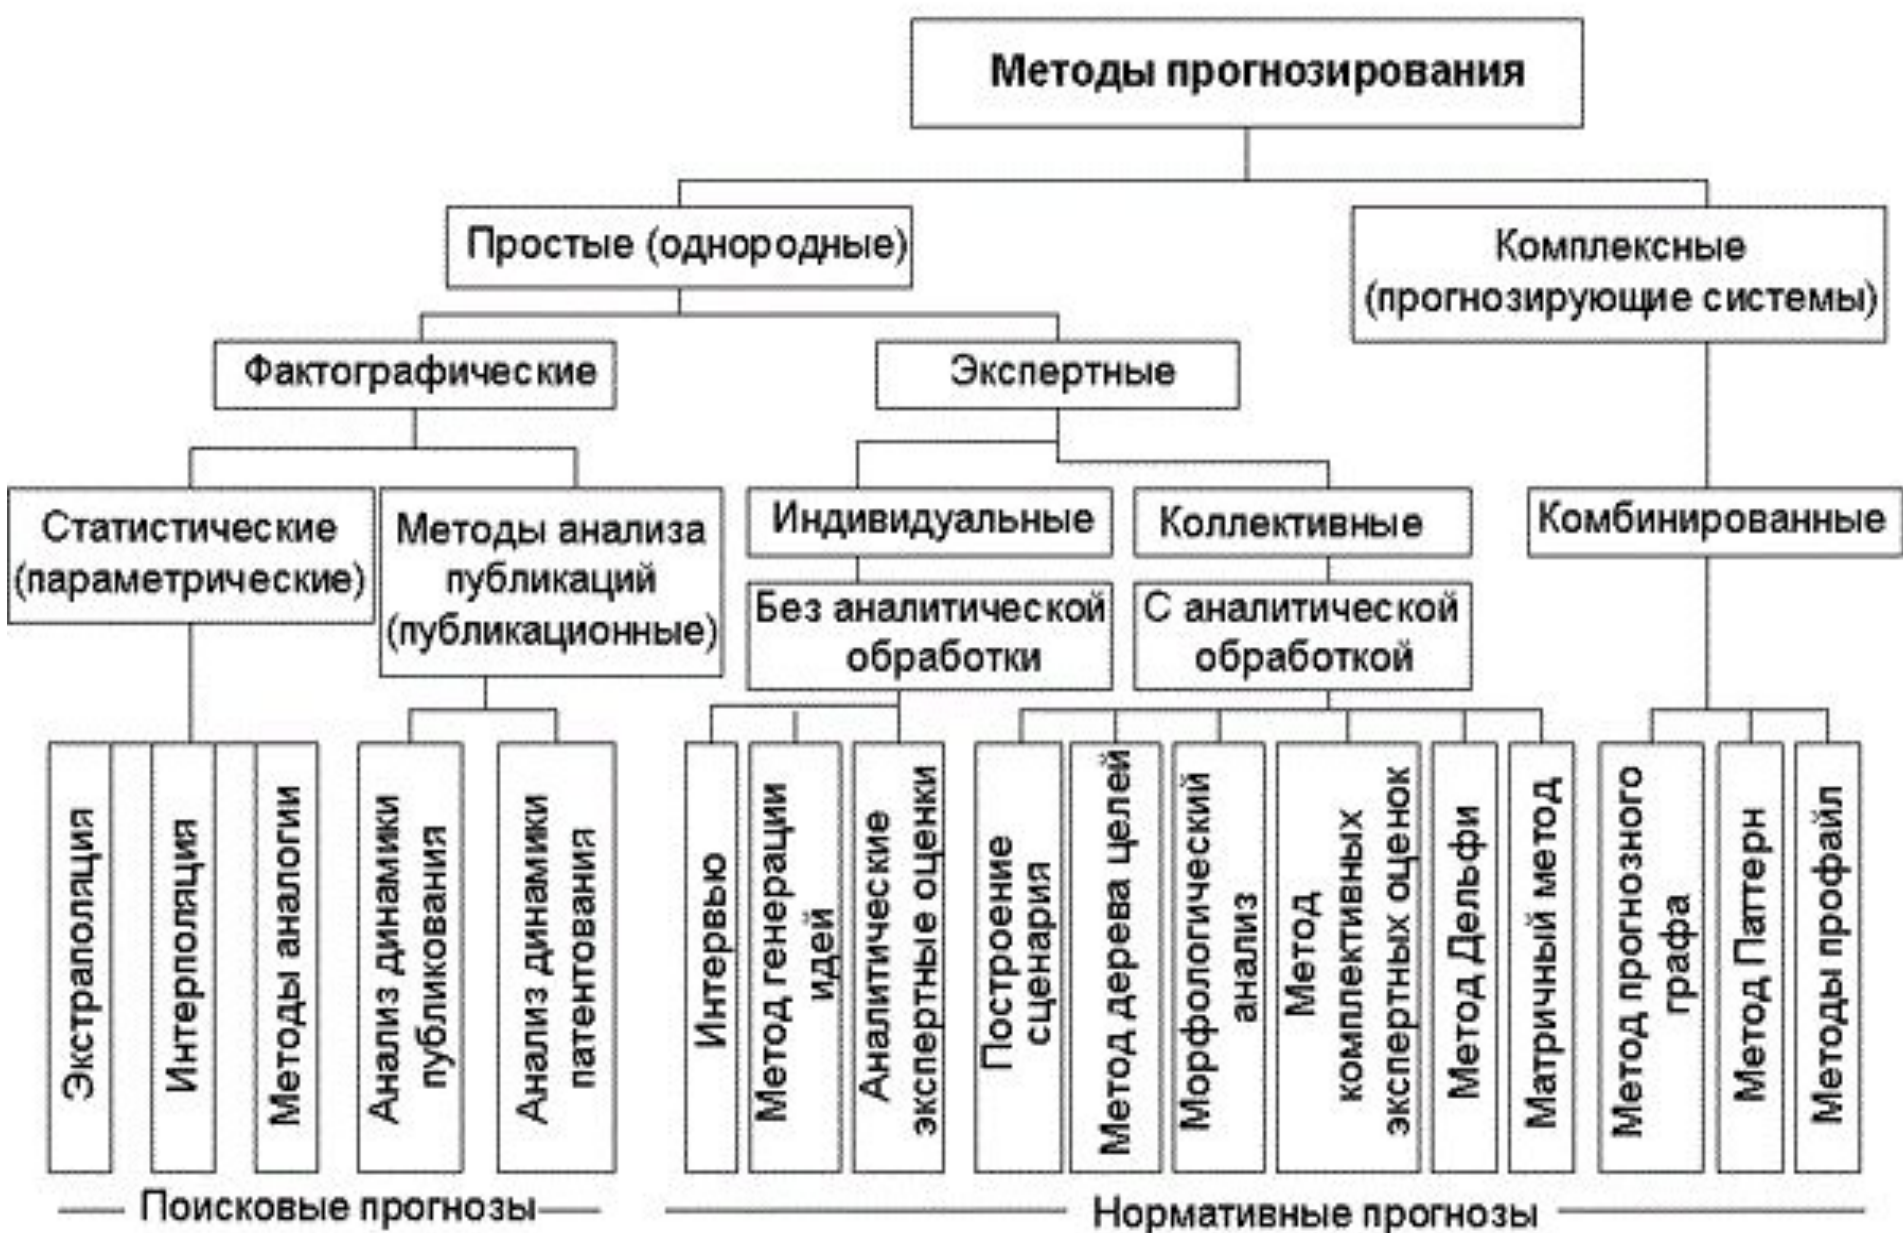 Методы прогнозирования
Простые (однородные)
Комплексные
(прогнозирующие системы)
Фактографические
Экспертные
Статистические
(параметрические)
Методы анализа
публикаций
(публикационные)
Индивидуальные
Коллективные
Комбинированные
Без аналитической
обработки
С аналитической
обработкой
Экстраполяция
Интерполяция
Методы аналогии
Анализ динамики
публикования
Анализ динамики
патентования
Интервью
Метод генерации
идей
Аналитические
экспертные оценки
Построение
сценария
Метод дерева целей
Морфологический
анализ
Метод
комплективных
экспертных оценок
Метод Дельфи
Матричный метод
Метод прогнозного
графа
Метод Паттерн
Методы профайл
Поисковые прогнозы
Нормативные прогнозы